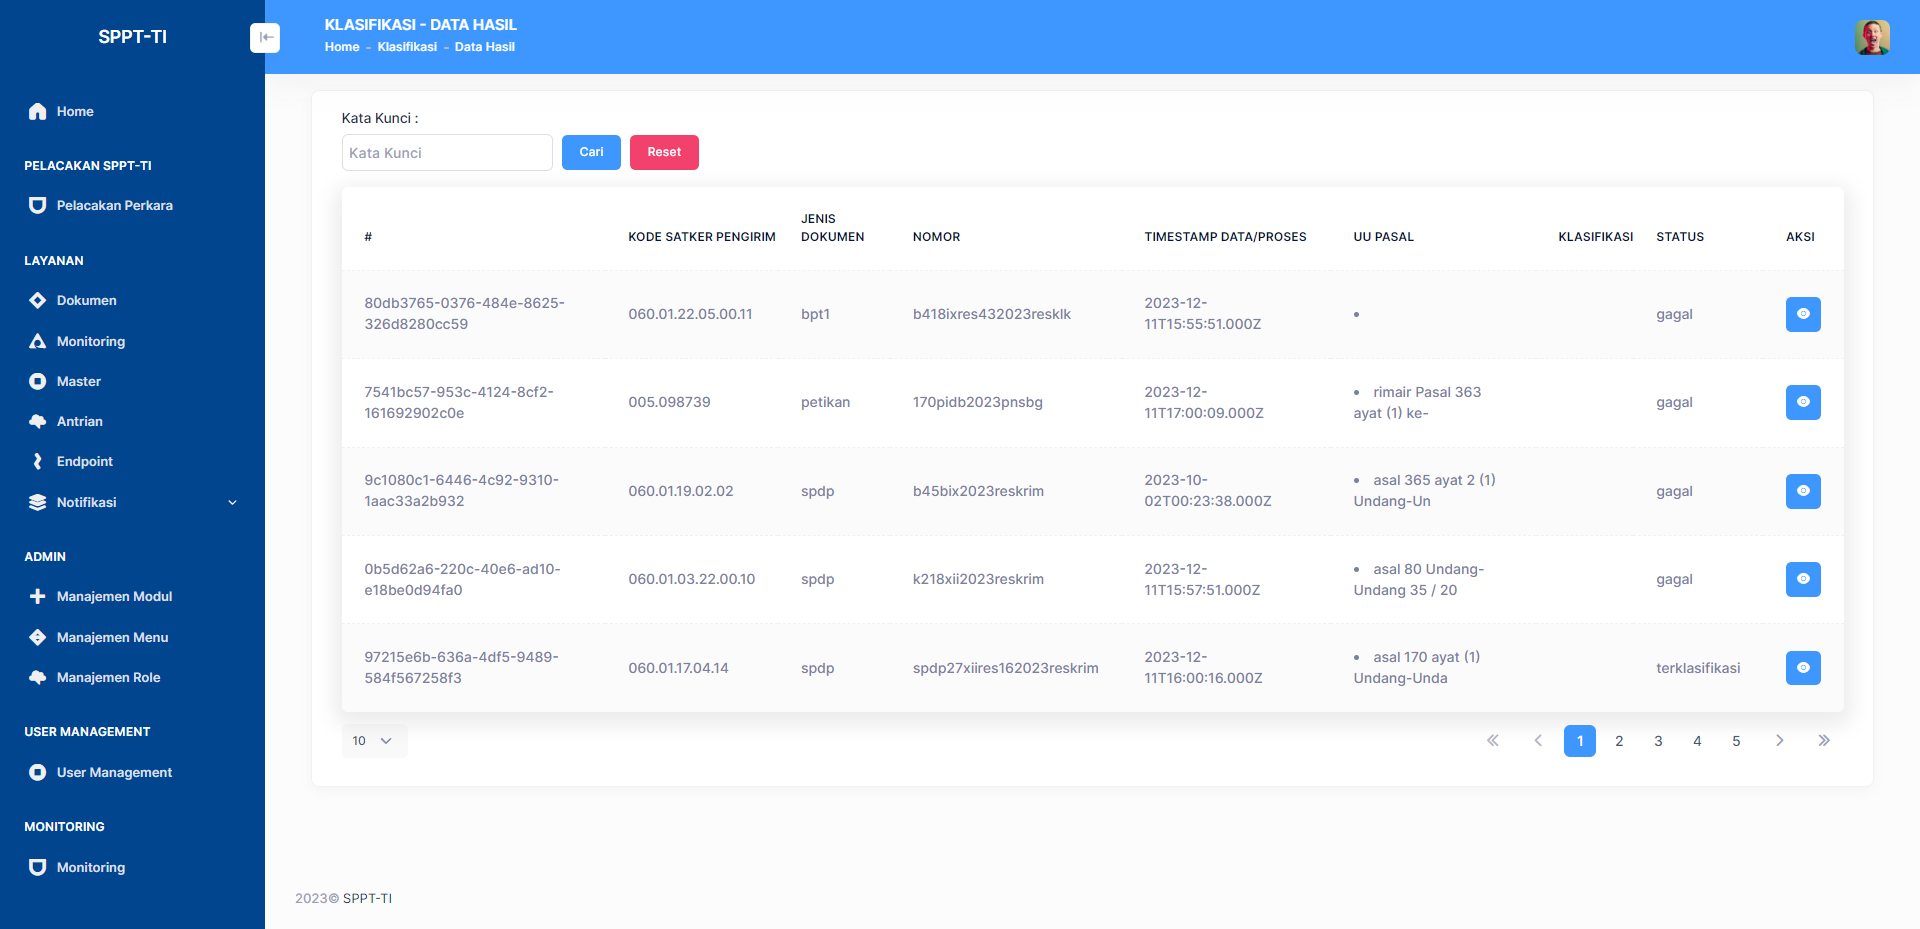 SPPT-TI
KLASIFIKASI - DATA HASIL
Home - Klasifikasi - Data Hasil
Home
PELACAKAN SPPT-TI
Pelacakan Perkara
LAYANAN
Dokumen
Monitoring
Master
Antrian
Endpoint
Notifikasi
ADMIN
Manajemen Modul
Manajemen Menu
Manajemen Role
USER MANAGEMENT
User Management
MONITORING
Monitoring
Kata Kunci :
Kata Kunci
Cari
Reset
#
KODE SATKER PENGIRIM
JENIS
DOKUMEN
NOMOR
TIMESTAMP DATA/PROSES
UU PASAL
KLASIFIKASI
STATUS
AKSI
80db3765-0376-484e-8625-
326d8280cc59
060.01.22.05.00.11
bpt1
b418ixres432023resklk
2023-12-
11T15:55:51.000Z
•
gagal
7541bc57-953c-4124-8cf2-
161692902c0e
005.098739
petikan
170pidb2023pnsbg
2023-12-
11T17:00:09.000Z
• rimair Pasal 363
ayat (1) ke-
gagal
9c1080c1-6446-4c92-9310-
1aac33a2b932
060.01.19.02.02
spdp
b45bix2023reskrim
2023-10-
02T00:23:38.000Z
• asal 365 ayat 2 (1)
Undang-Un
gagal
0b5d62a6-220c-40e6-ad10-
e18be0d94fa0
060.01.03.22.00.10
spdp
k218xii2023reskrim
2023-12-
11T15:57:51.000Z
• asal 80 Undang-
Undang 35 / 20
gagal
97215e6b-636a-4df5-9489-
584f567258f3
060.01.17.04.14
spdp
spdp27xiires162023reskrim
2023-12-
11T16:00:16.000Z
• asal 170 ayat (1)
Undang-Unda
terklasifikasi
10
1 2 3 4 5
2023© SPPT-TI